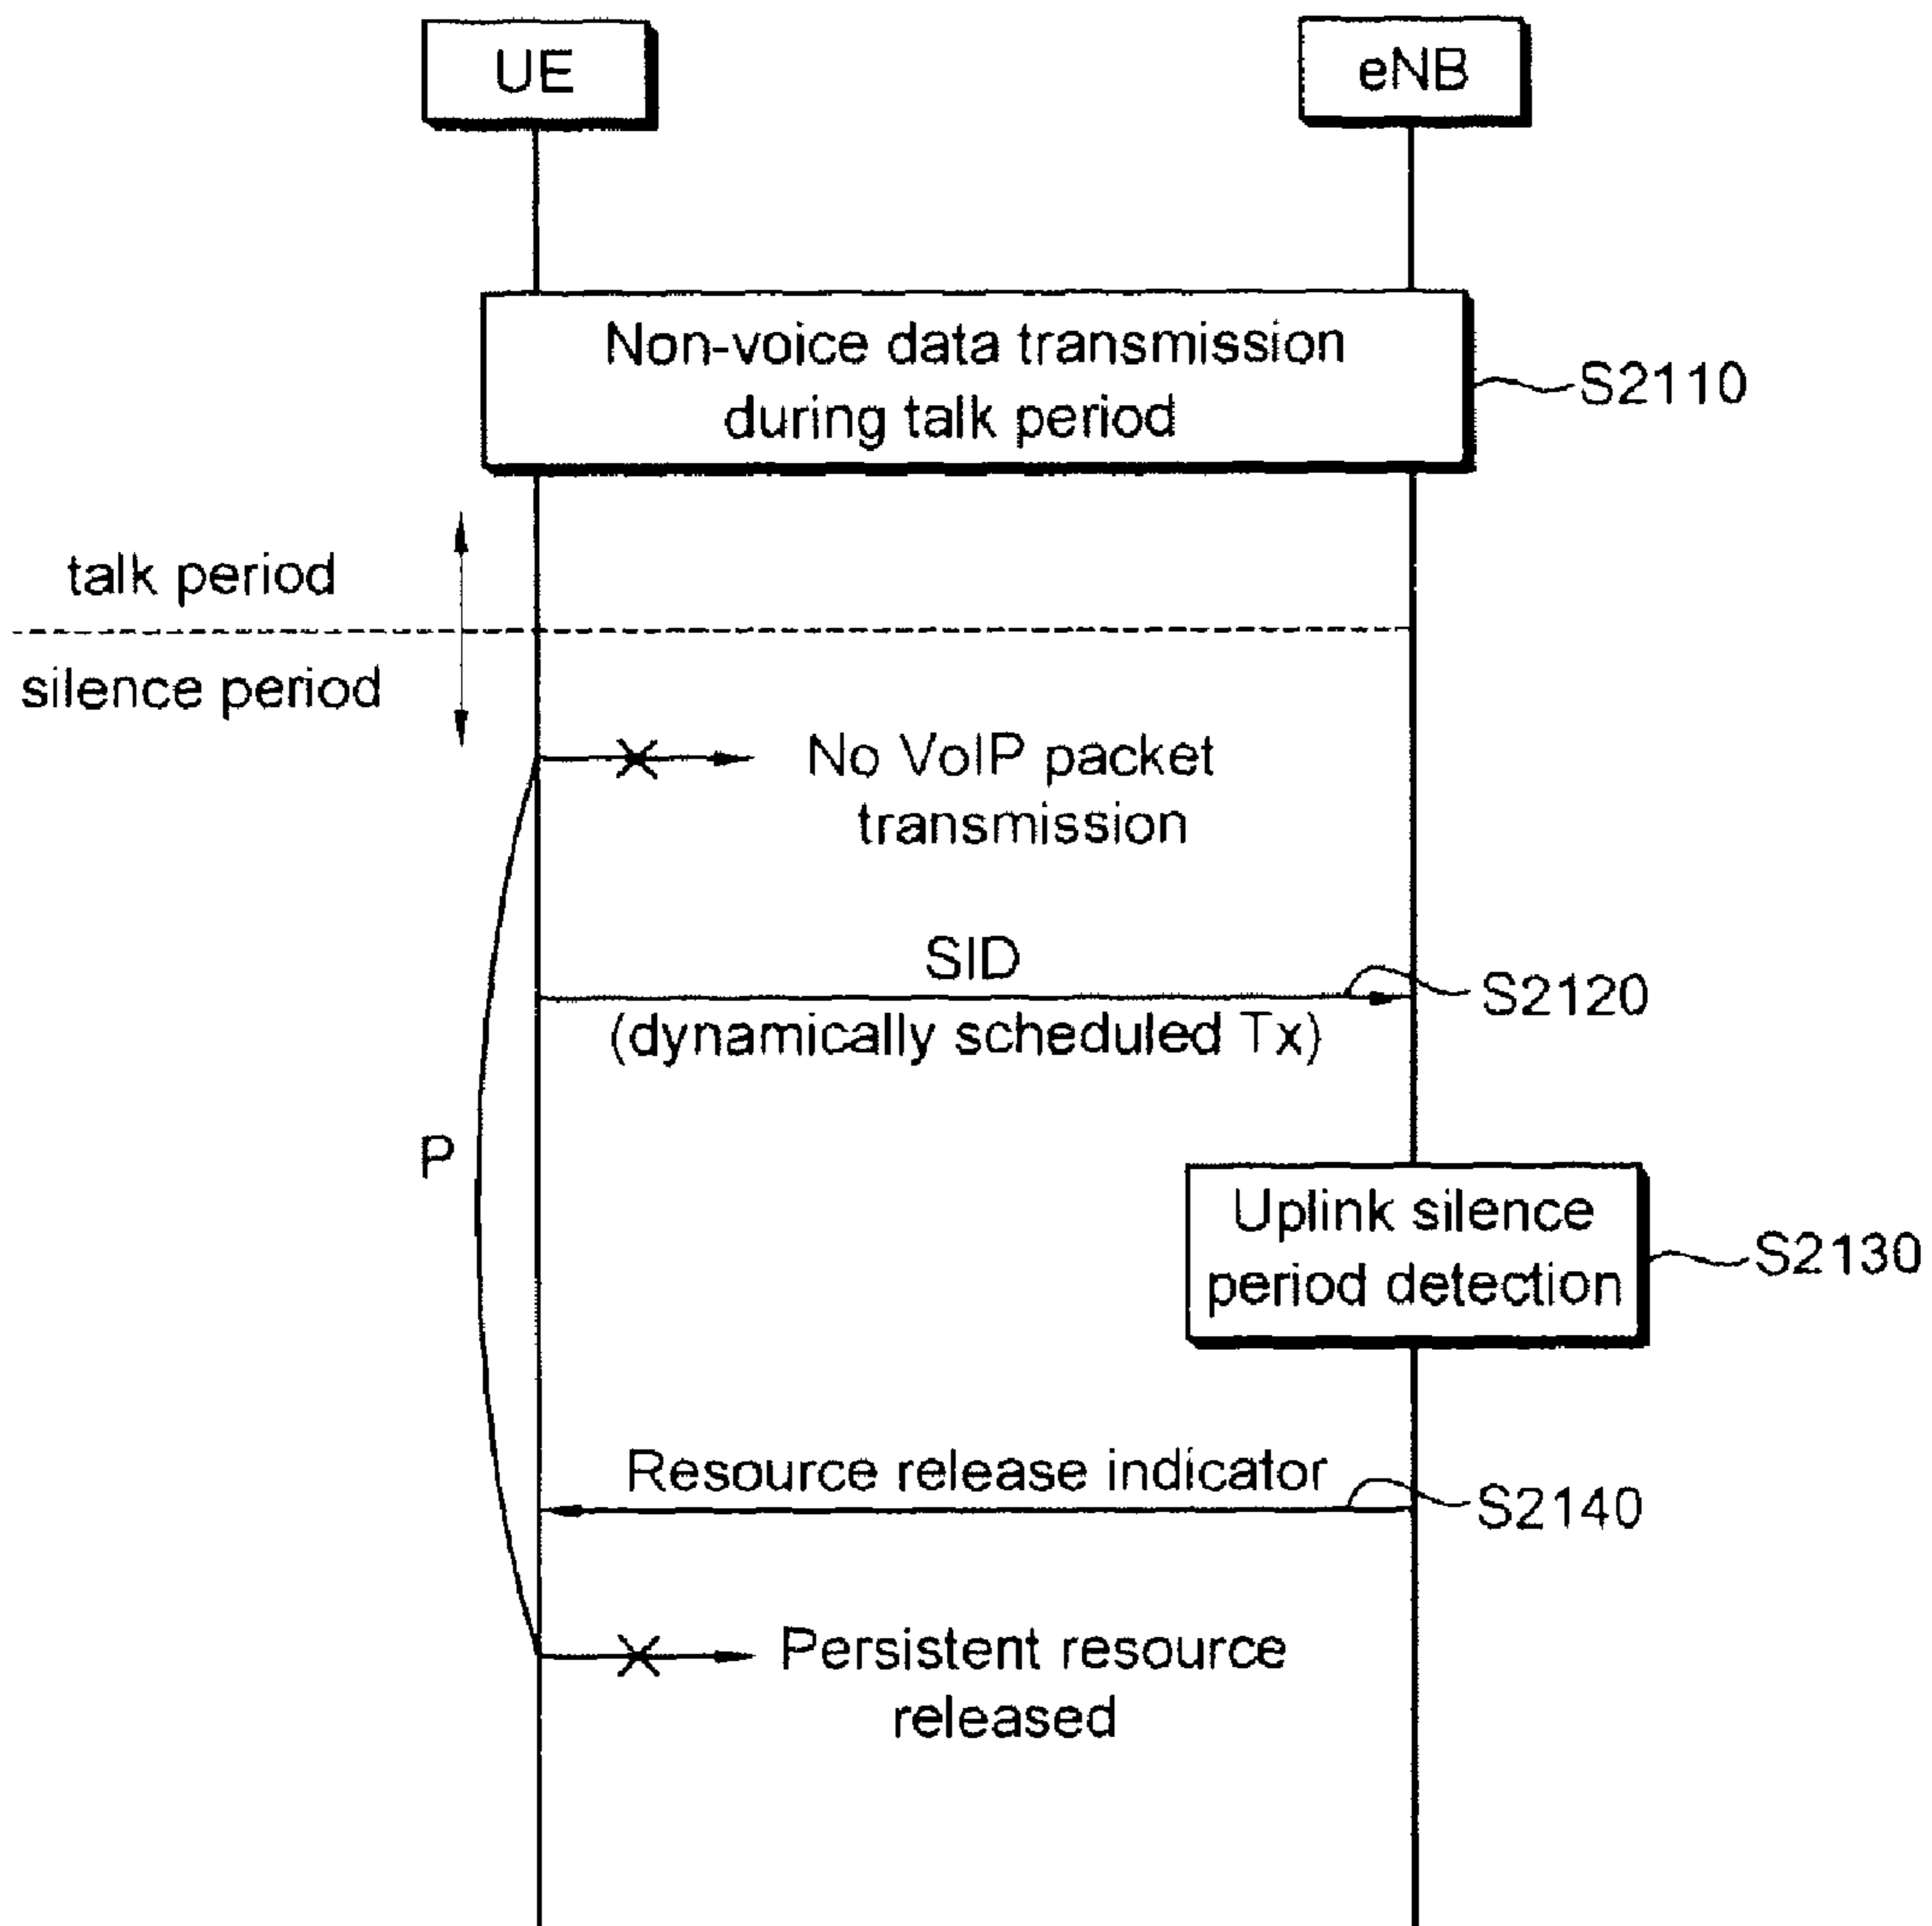 UE
eNB
Non-voice data transmission
during talk period
S2110
talk period
silence period
No VoIP packet
transmission
SID
S2120
(dynamically scheduled Tx)
P
Uplink silence
period detection
S2130
Resource release indicator
S2140
Persistent resource
released